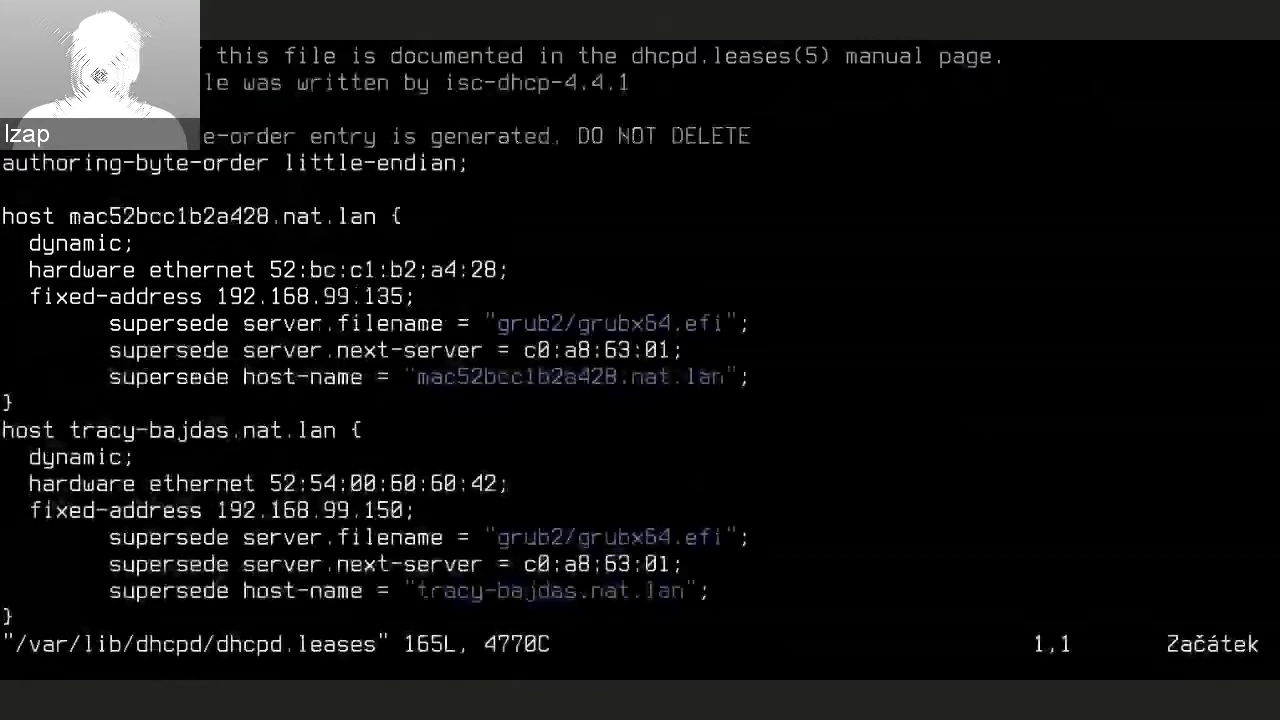 this file is documented in the dhcpd.leases(5) manual page.
le was written by isc-dhcp-4.4.1
lzap
e-order entry is generated, DO NOT DELETE
authoring-byte-order little-endian;
host mac52bcc1b2a428.nat.lan {
dynamic;
hardware ethernet 52:bc:c1:b2:a4:28;
fixed-address 192.168.99.135;
supersede server.filename = "grub2/grubx64.efi";
supersede server.next-server = c0:a8:63:01;
supersede host-name = "mac52bcc1b2a428.nat.lan";
}
host tracy-bajdas.nat.lan {
dynamic;
hardware ethernet 52:54:00:60:60:42;
fixed-address 192.168.99.150;
supersede server.filename = "grub2/grubx64.efi";
supersede server.next-server = c0:a8:63:01;
supersede host-name = "tracy-bajdas.nat.lan";
}
"/var/lib/dhcpd/dhcpd.leases" 165L, 4770C 1,1 Začátek